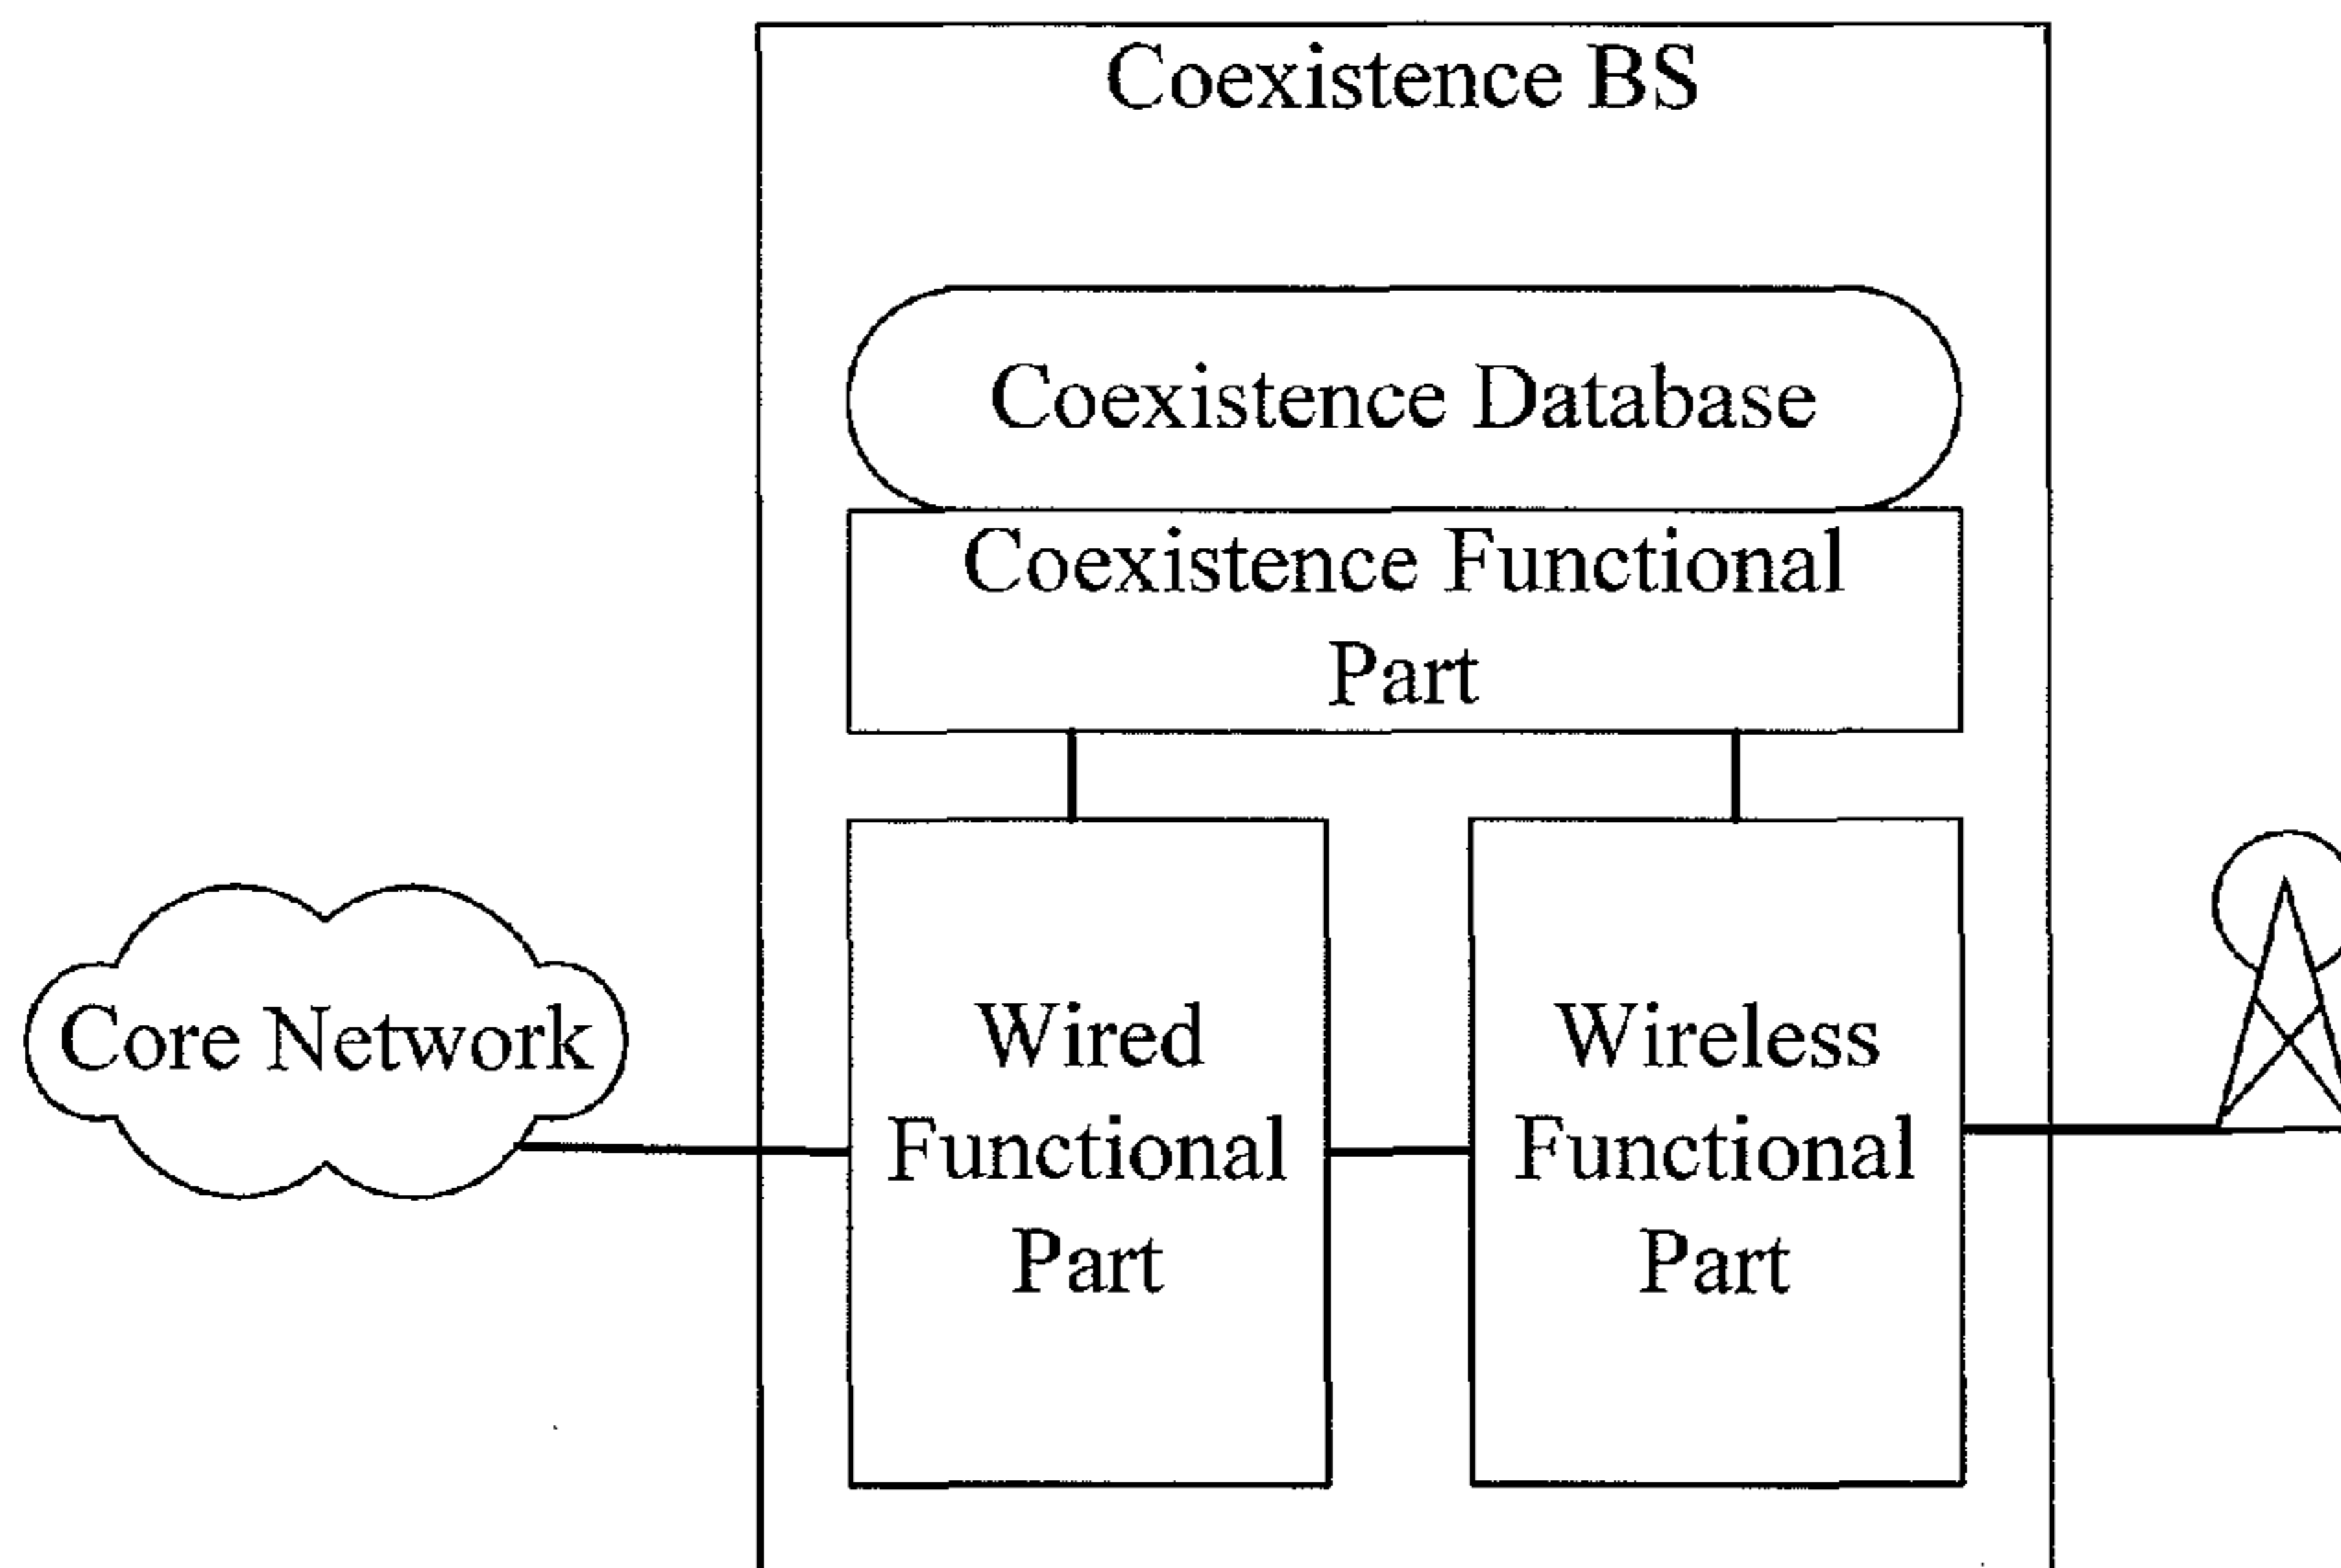 Coexistence BS
Coexistence Database
Coexistence Functional
Part
Core Network
Wired
Functional
Part
Wireless
Functional
Part